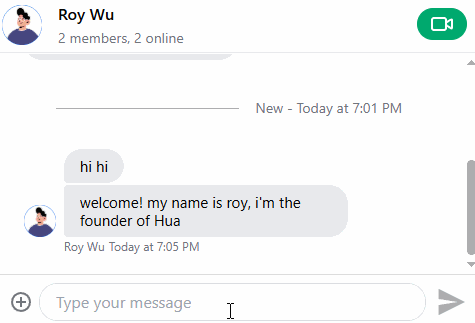 Roy Wu
2 members, 2 online
New - Today at 7:01 PM
hi hi
welcome! my name is roy, i'm the
founder of Hua
Roy Wu Today at 7:05 PM
Type your message